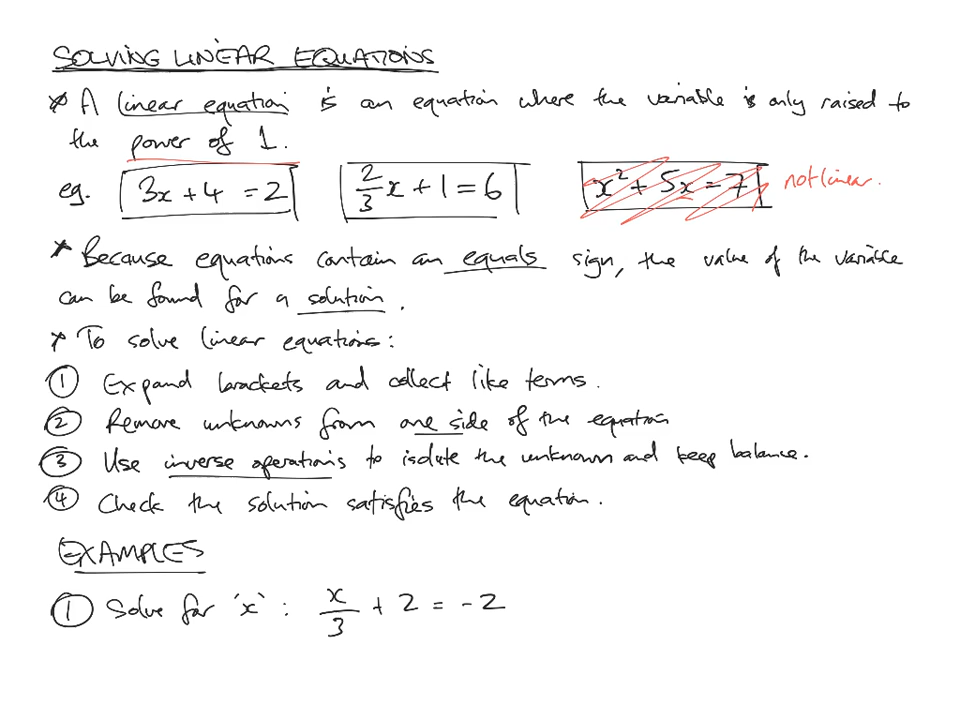 SOLVING LINEAR EQUATIONS
* A linear equation is an equation where the variable is only raised to
the power of 1.
eg. 3x + 4 = 2 2/3 x + 1 = 6 x² + 5x = 7 not linear.
* Because equations contain an equals sign, the value of the variable
can be found for a solution.
* To solve linear equations:
① Expand brackets and collect like terms.
② Remove unknowns from one side of the equation
③ Use inverse operations to isolate the unknown and keep balance.
④ Check the solution satisfies the equation.
EXAMPLES
① Solve for 'x': x/3 + 2 = -2